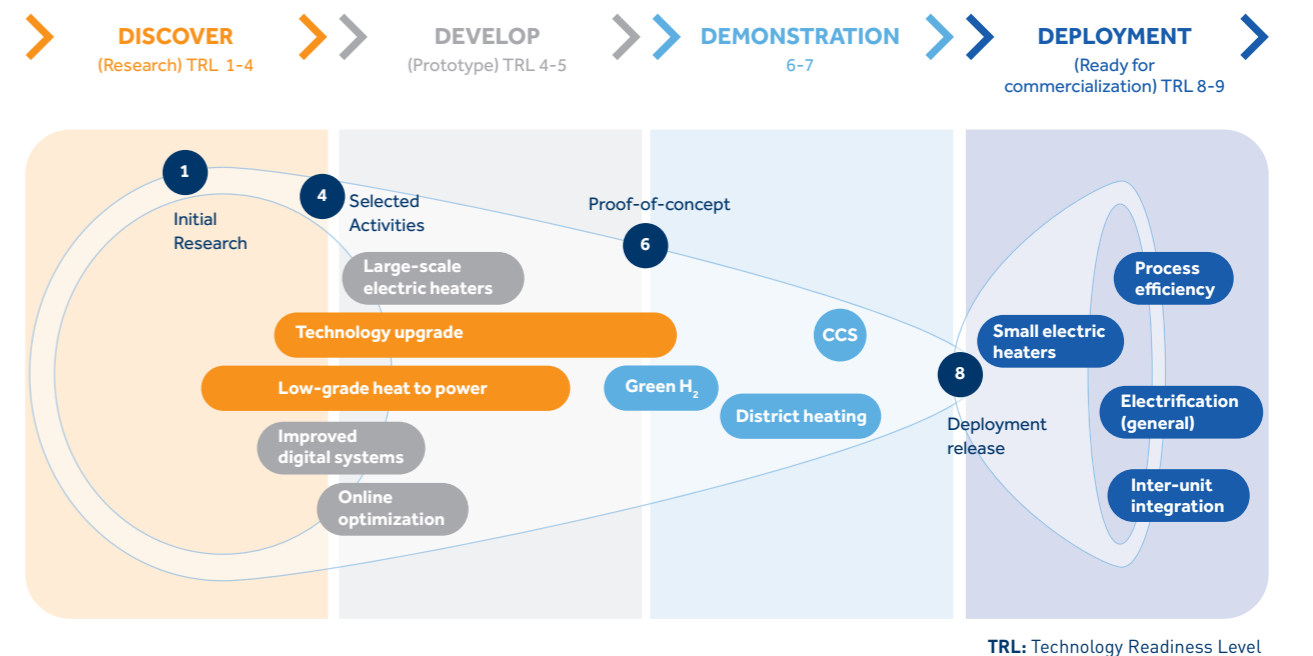 DISCOVER
(Research) TRL 1-4
DEVELOP
(Prototype) TRL 4-5
DEMONSTRATION
6-7
DEPLOYMENT
(Ready for
commercialization) TRL 8-9
1
Initial
Research
4
Selected
Activities
Proof-of-concept
6
Large-scale
electric heaters
Technology upgrade
Low-grade heat to power
Improved
digital systems
Online
optimization
CCS
Green H₂
District heating
8
Deployment
release
Process
efficiency
Small electric
heaters
Electrification
(general)
Inter-unit
integration
TRL: Technology Readiness Level